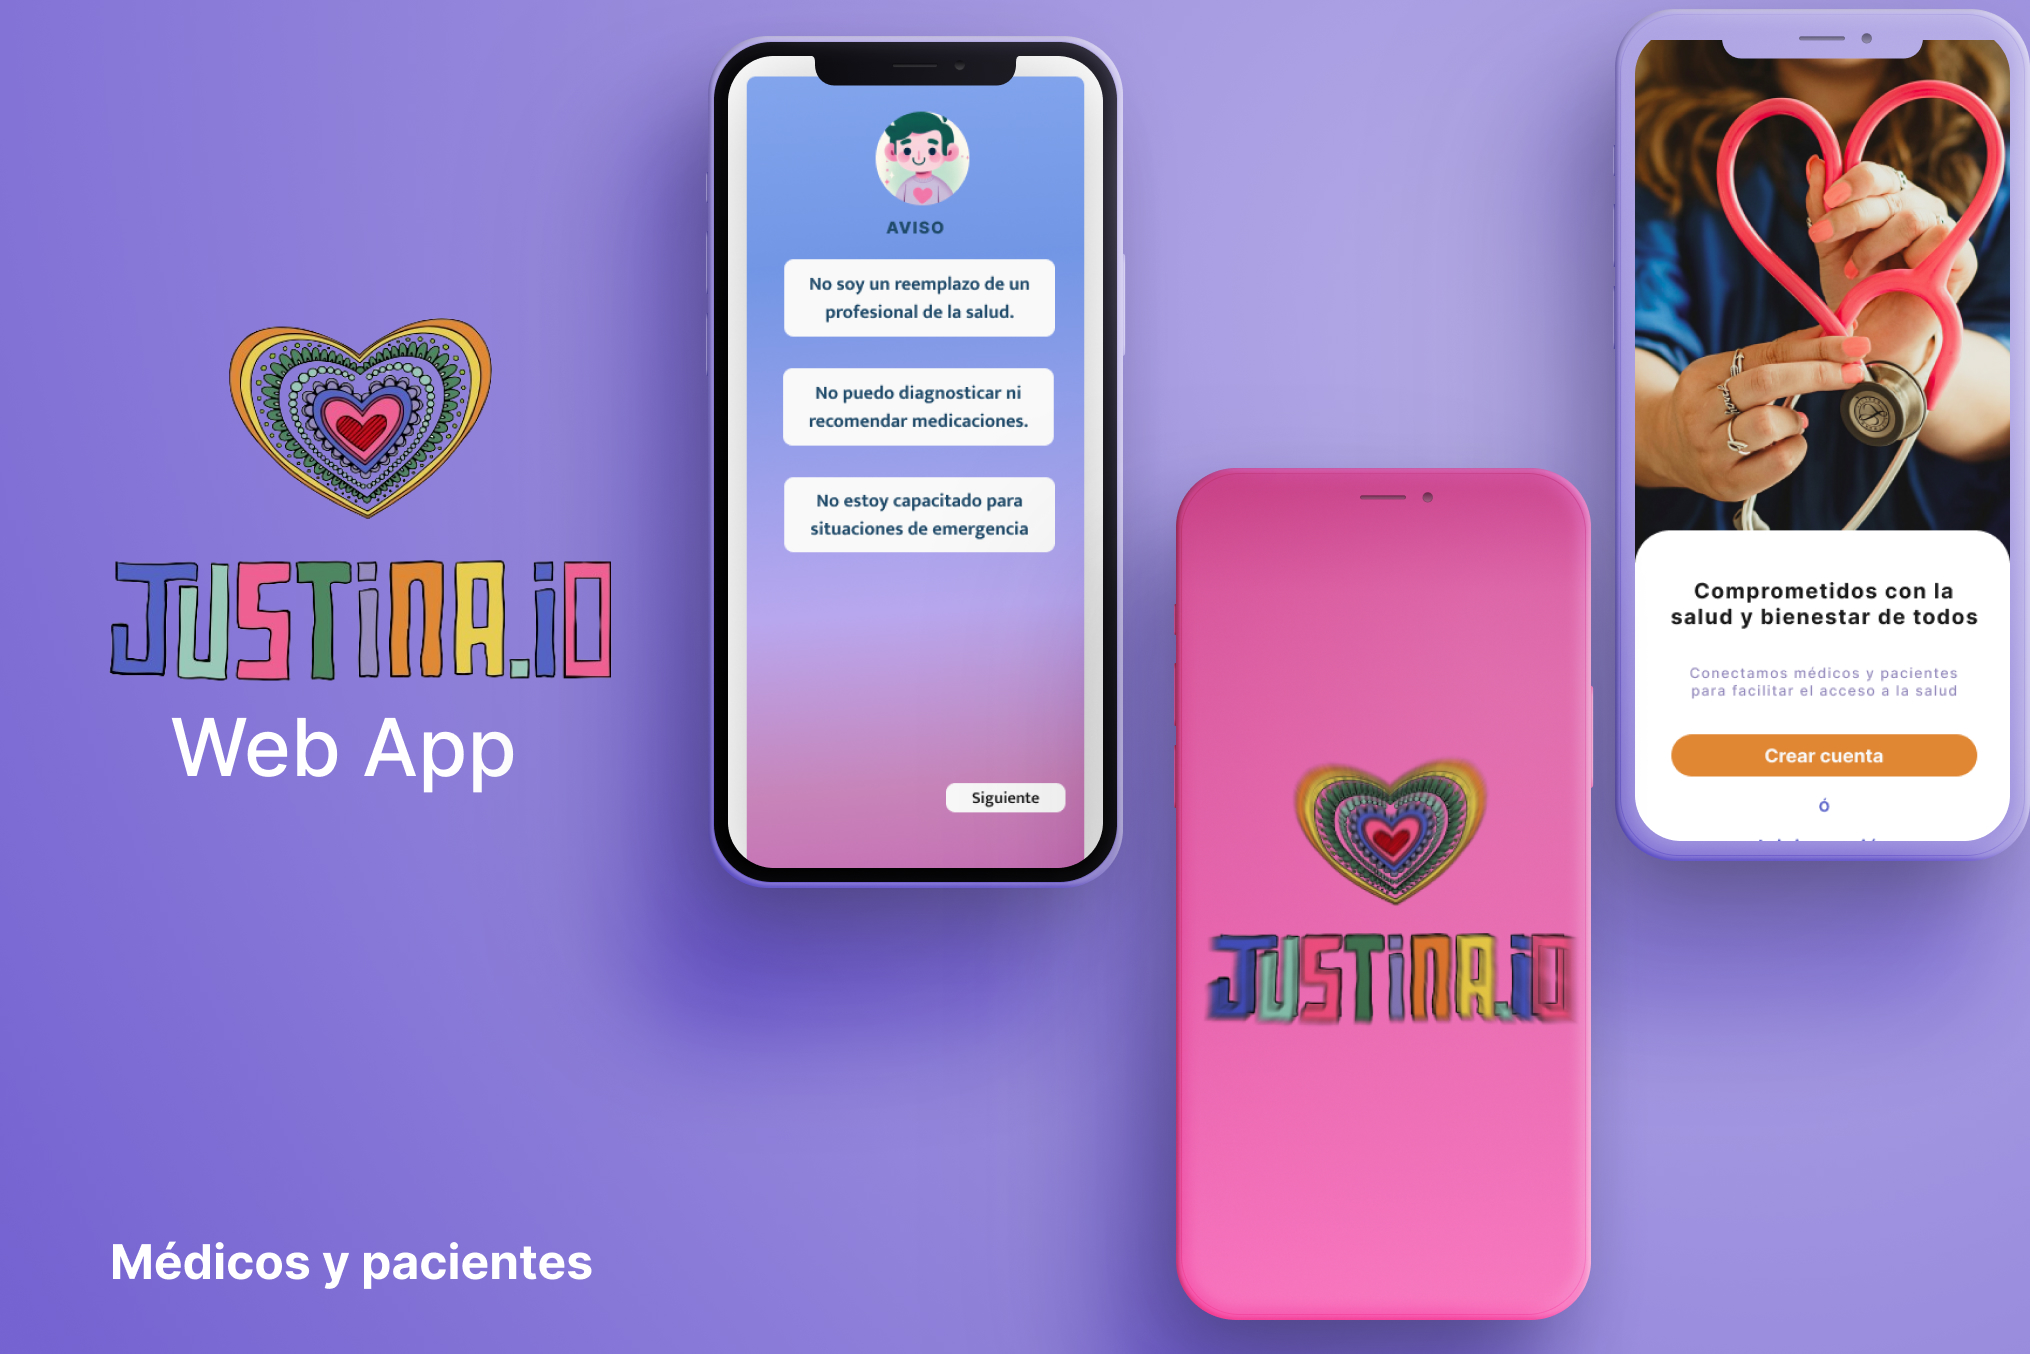 JUSTINA.IO
Web App
Médicos y pacientes
AVISO
No soy un reemplazo de un
profesional de la salud.
No puedo diagnosticar ni
recomendar medicaciones.
No estoy capacitado para
situaciones de emergencia
Siguiente
JUSTINA.IO
Comprometidos con la
salud y bienestar de todos
Conectamos médicos y pacientes
para facilitar el acceso a la salud
Crear cuenta
Ó